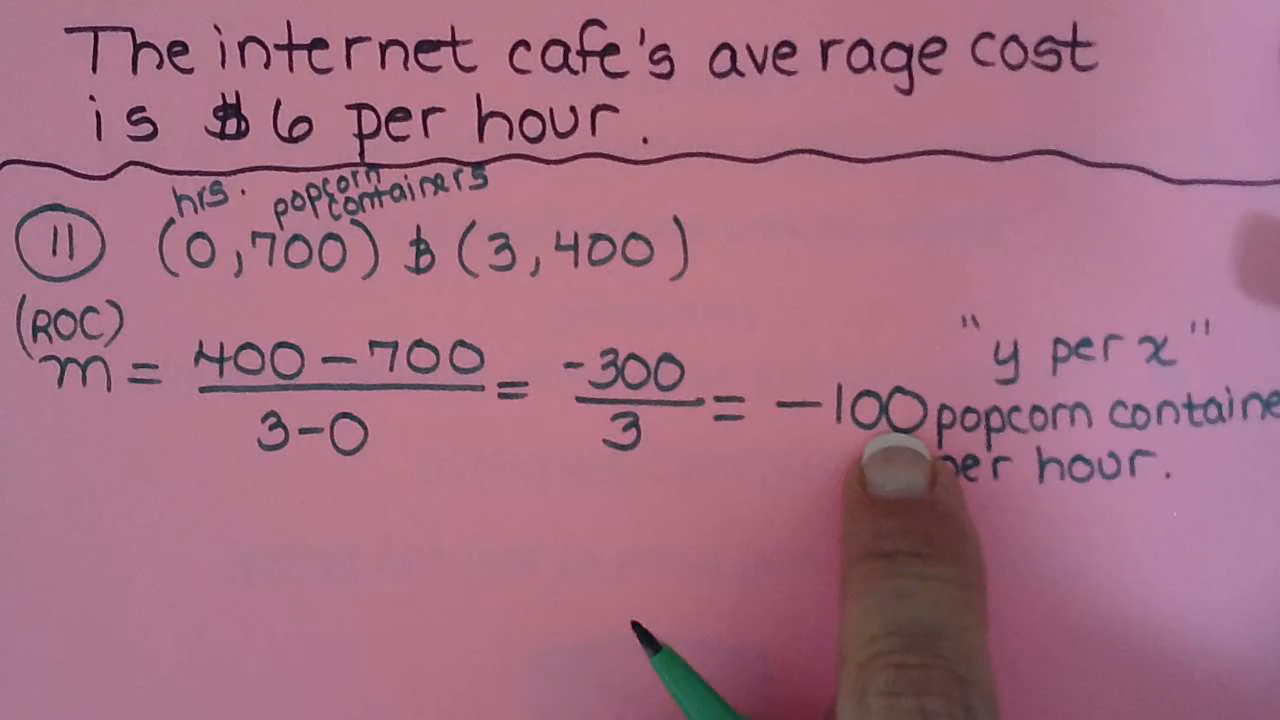 The internet cafe's average cost
is $6 per hour.
hrs. popcorn containers
11 (0,700) & (3,400)
(ROC)
m = 400-700 / 3-0 = -300 / 3 = -100 popcorn containe
"y per x"
per hour.